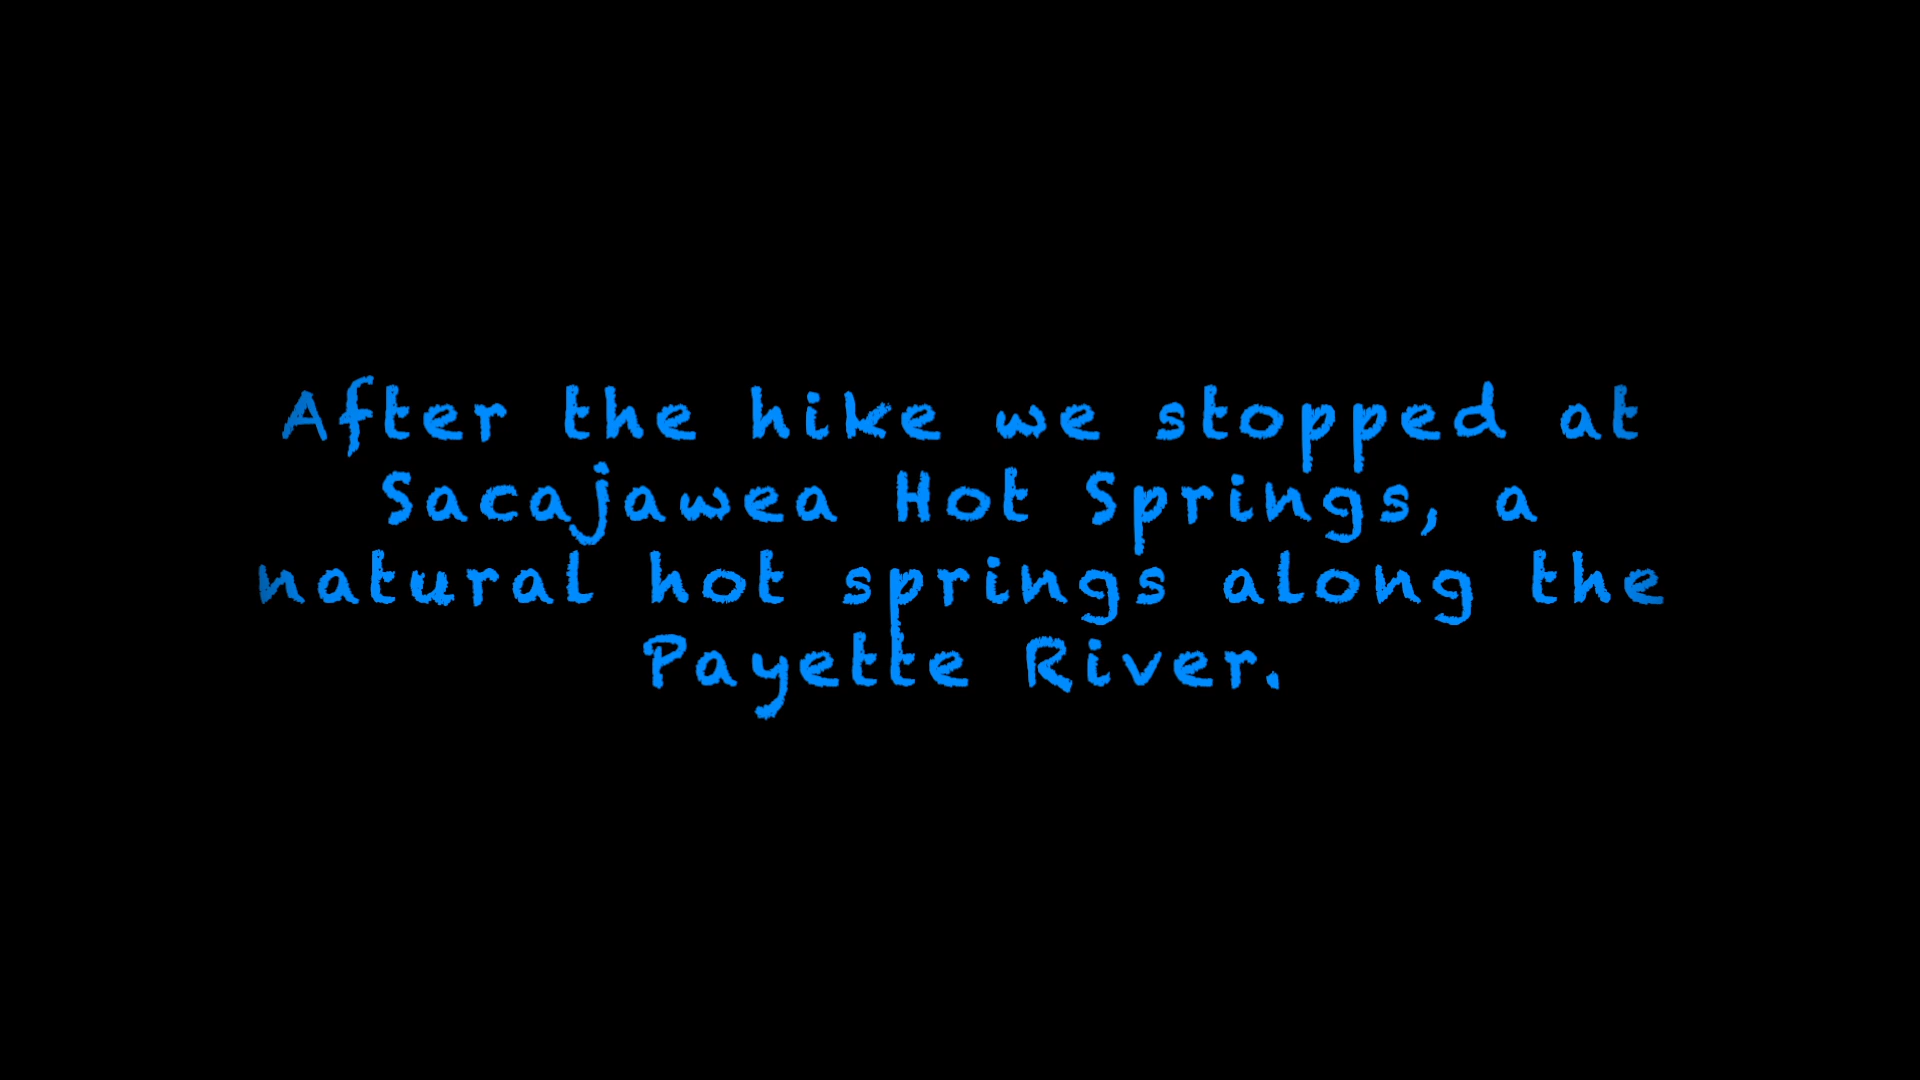 After the hike we stopped at
Sacajawea Hot Springs, a
natural hot springs along the
Payette River.